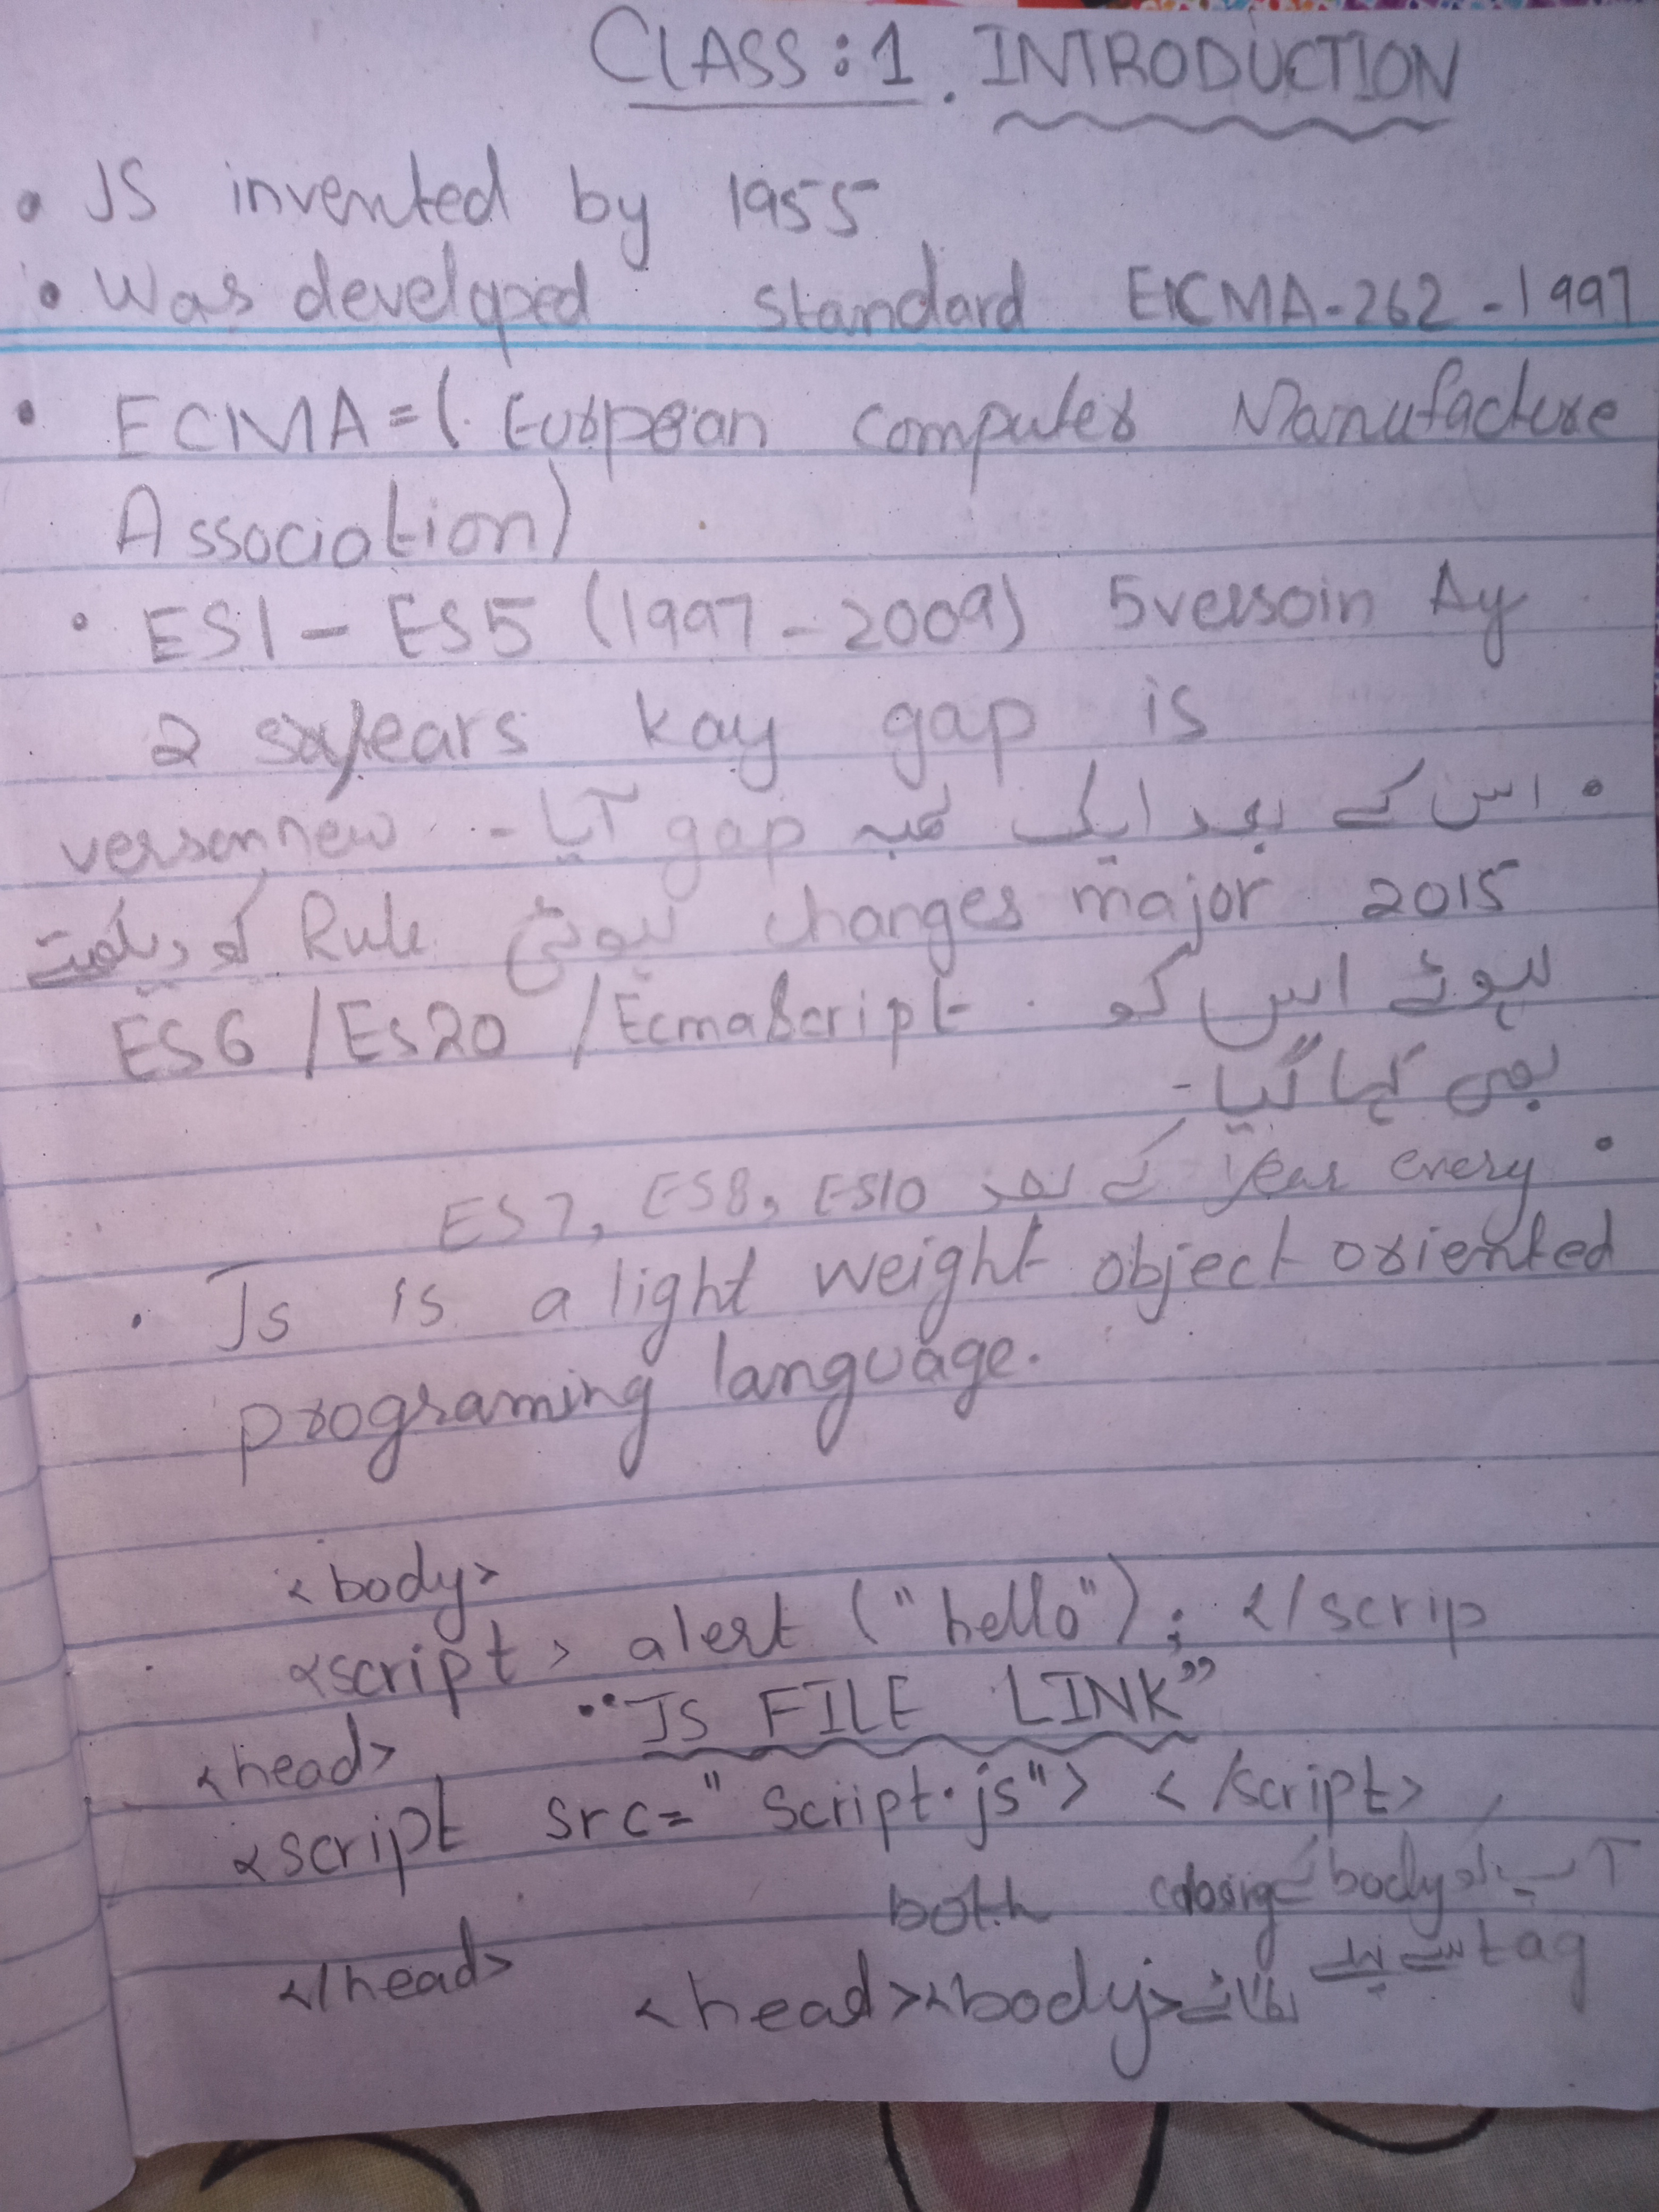 CLASS:1. INTRODUCTION
• JS invented by 1955
• Was developed standard ECMA-262-1997
• ECMA=( European computer Manufacture
Association)
• ES1 – ES5 (1997-2009) 5versoin Ay
2 years kay gap is
• اس کے بعد ایک gap آیا - new verson
2015 major changes ہوئی Rule کو دیکھتے
ہوئے اس کو ES6 /ES20 /EcmaScript
بھی کہا گیا-
• every year کے بعد ES7, ES8, ES10
• Js is a light weight object oriented
programing language.
<body>
<script> alert ("hello"); </scrip
"JS FILE LINK"
<head>
<script src="Script.js"> </script>
both closing body
</head>
<head><body> tag سے پہلے